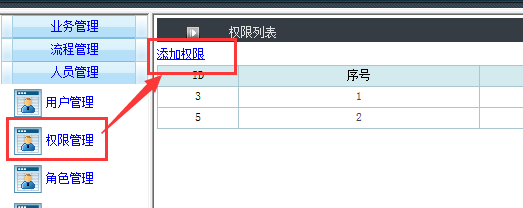 业务管理
流程管理
人员管理
用户管理
权限管理
角色管理
权限列表
添加权限
ID 序号
3 1
5 2